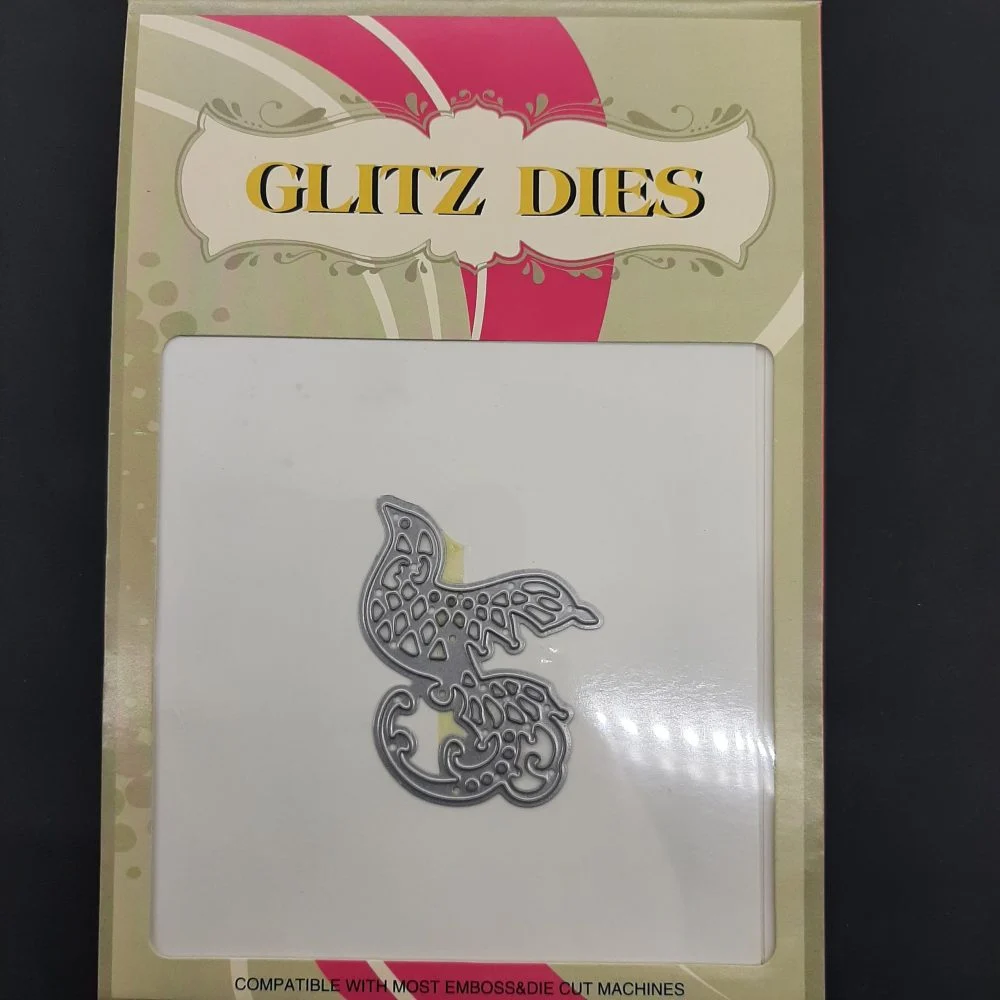 GLITZ DIES
COMPATIBLE WITH MOST EMBOSS&DIE CUT MACHINES